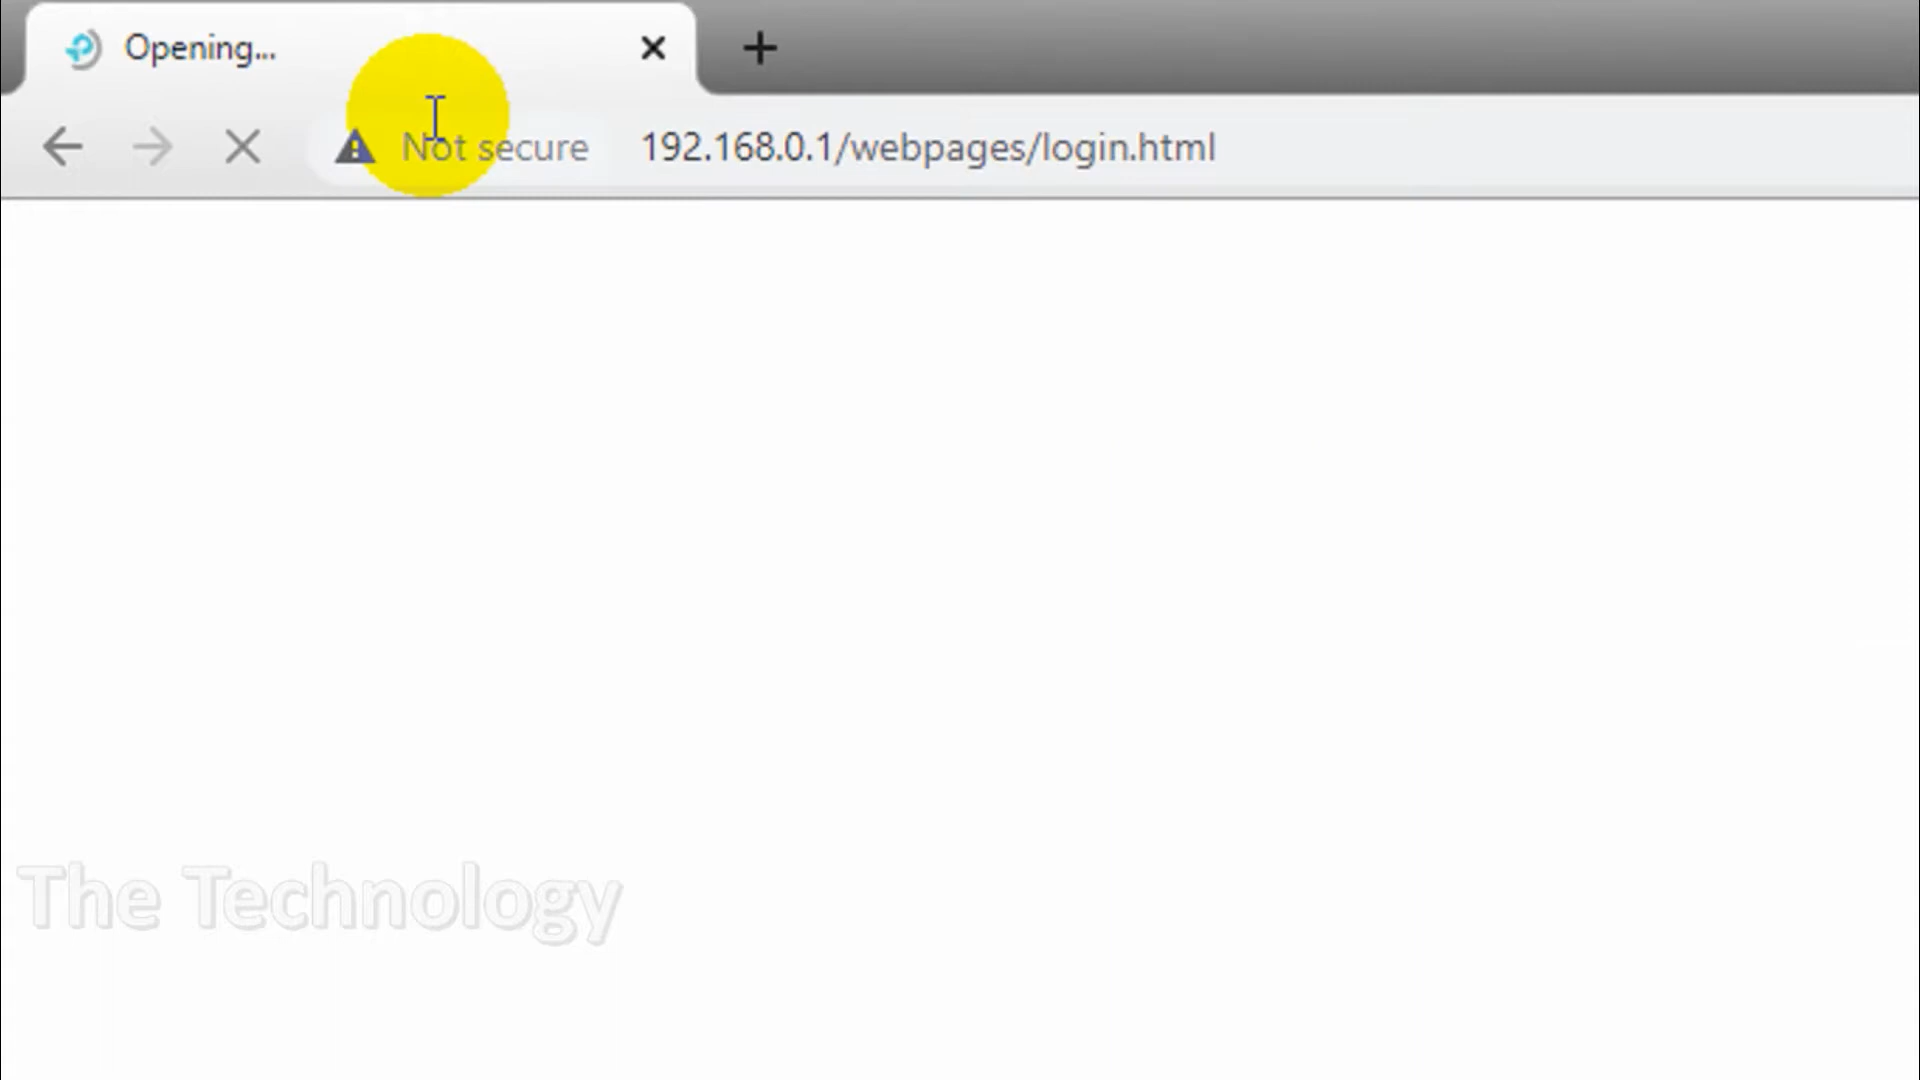 Opening...
Not secure 192.168.0.1/webpages/login.html
The Technology